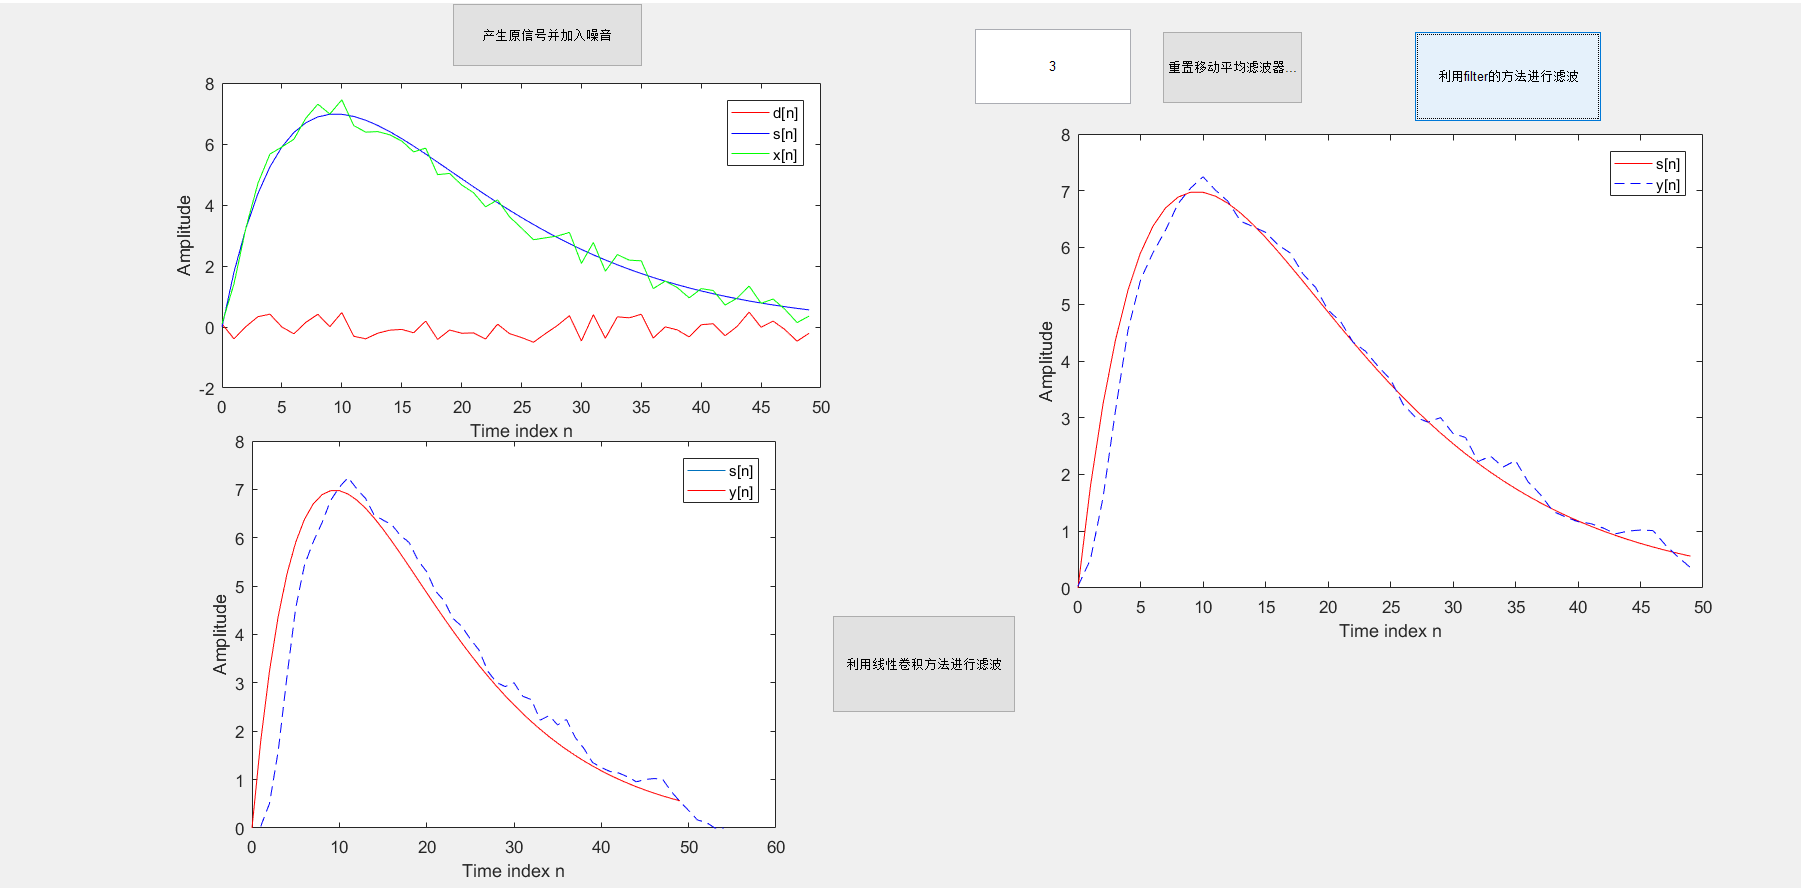 产生原信号并加入噪音
3
重置移动平均滤波器...
利用filter的方法进行滤波
8
6
4
2
0
-2
Amplitude
d[n]
s[n]
x[n]
0 5 10 15 20 25 30 35 40 45 50
Time index n
8
7
6
5
4
3
2
1
0
Amplitude
s[n]
y[n]
0 5 10 15 20 25 30 35 40 45 50
Time index n
8
7
6
5
4
3
2
1
0
Amplitude
s[n]
y[n]
0 10 20 30 40 50 60
Time index n
利用线性卷积方法进行滤波